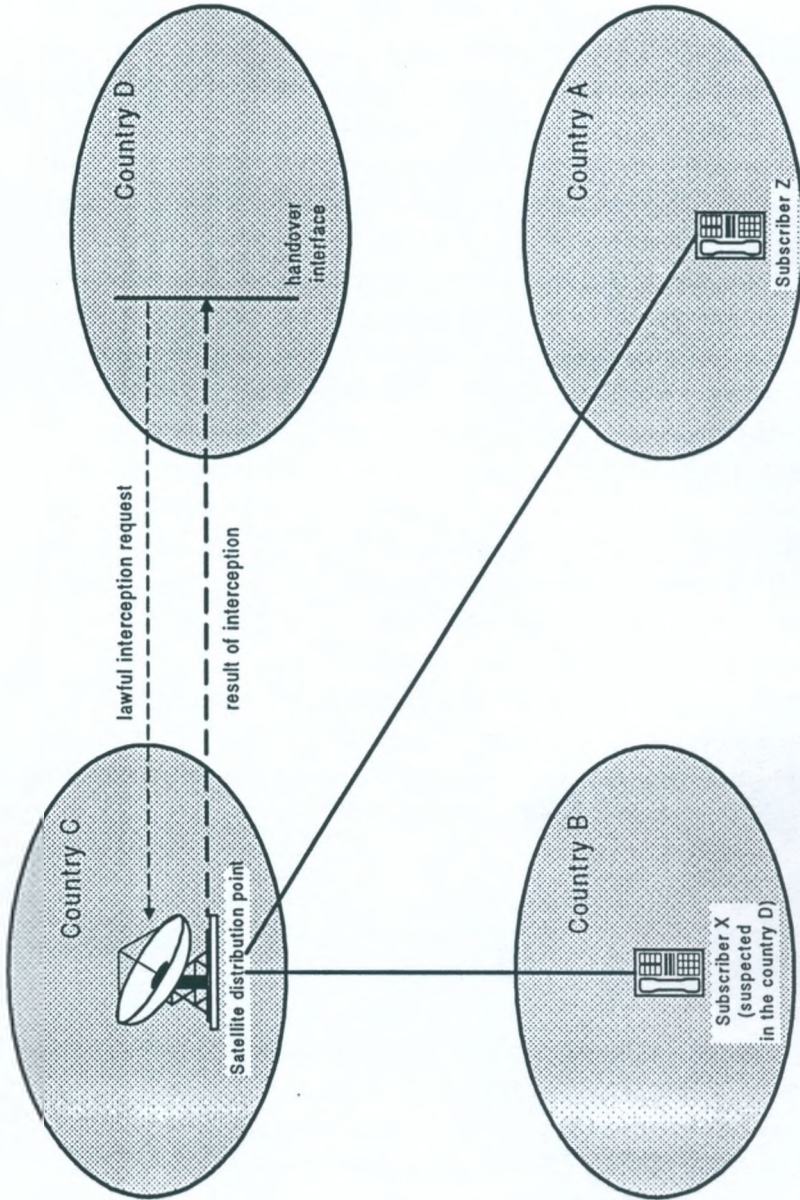 Country C
lawful interception request
Country D
result of interception
Satellite distribution point
handover
interface
Country B
Country A
Subscriber X
(suspected
in the country D)
Subscriber Z